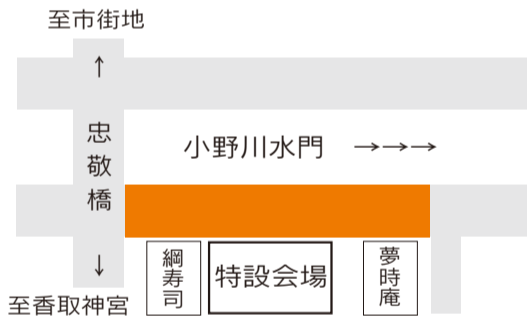 至市街地
↑
忠敬橋
小野川水門 →→→
↓
至香取神宮
綱寿司
特設会場
夢時庵